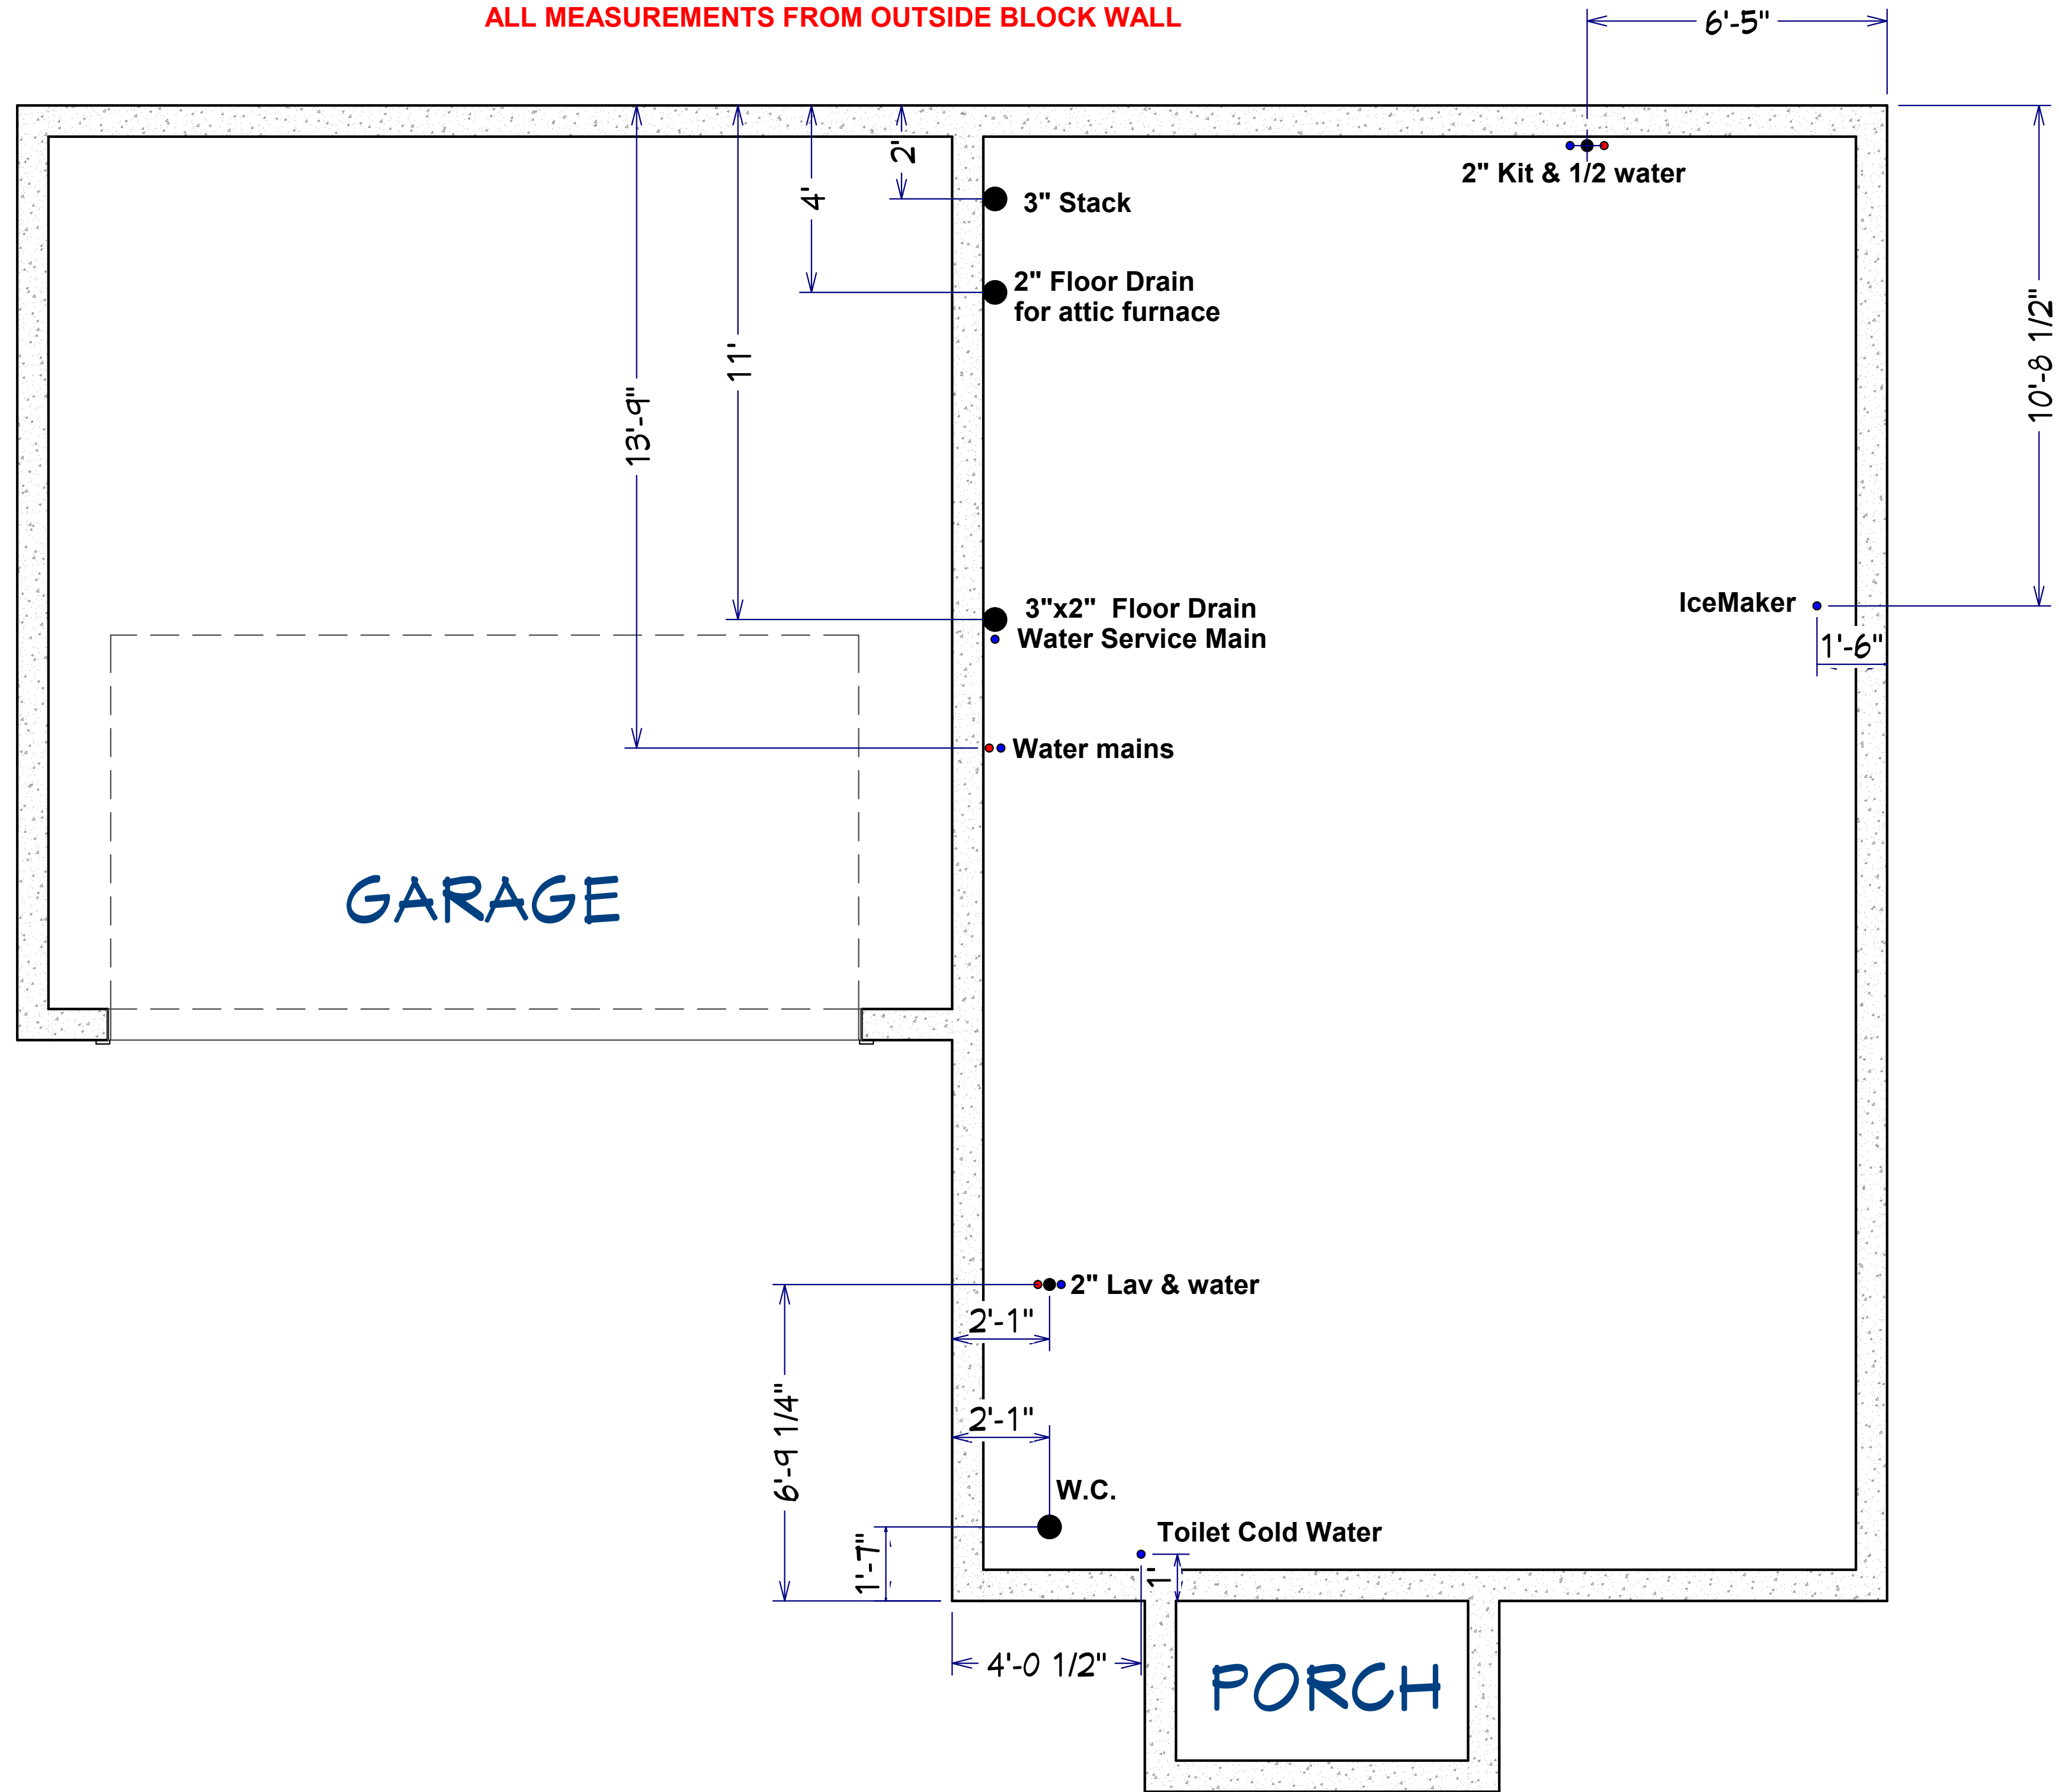 ALL MEASUREMENTS FROM OUTSIDE BLOCK WALL
6'-5"
2'
2" Kit & 1/2 water
4'
3" Stack
2" Floor Drain
for attic furnace
10'-8 1/2"
11'
13'-9"
IceMaker
3"x2"  Floor Drain
Water Service Main
1'-6"
Water mains
GARAGE
2" Lav & water
2'-1"
2'-1"
6'-9 1/4"
W.C.
Toilet Cold Water
1'-7"
1'
4'-0 1/2"
PORCH